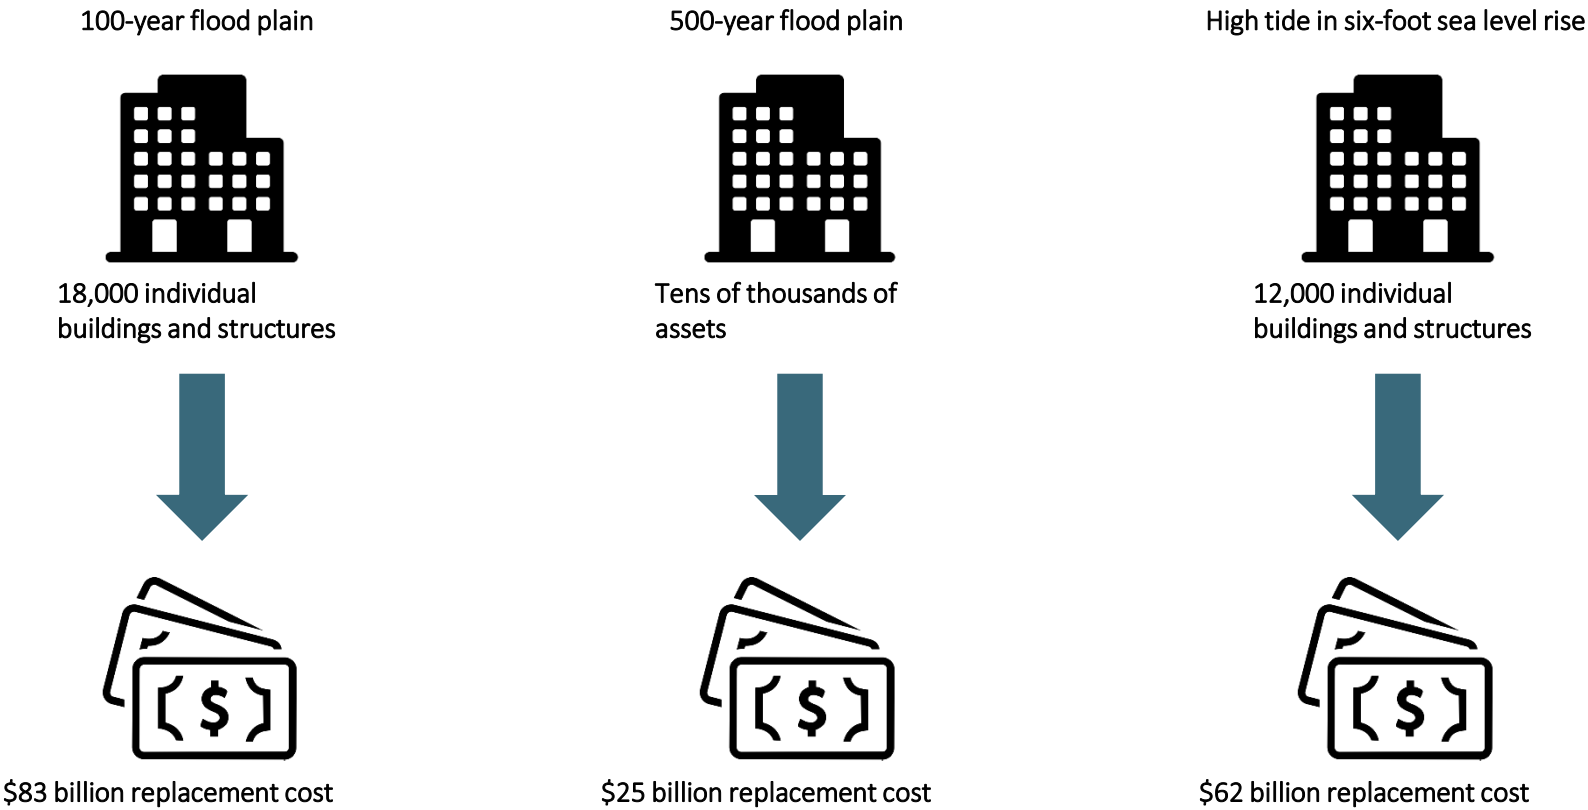 100-year flood plain
18,000 individual
buildings and structures
$
$83 billion replacement cost
500-year flood plain
Tens of thousands of
assets
$
$25 billion replacement cost
High tide in six-foot sea level rise
12,000 individual
buildings and structures
$
$62 billion replacement cost